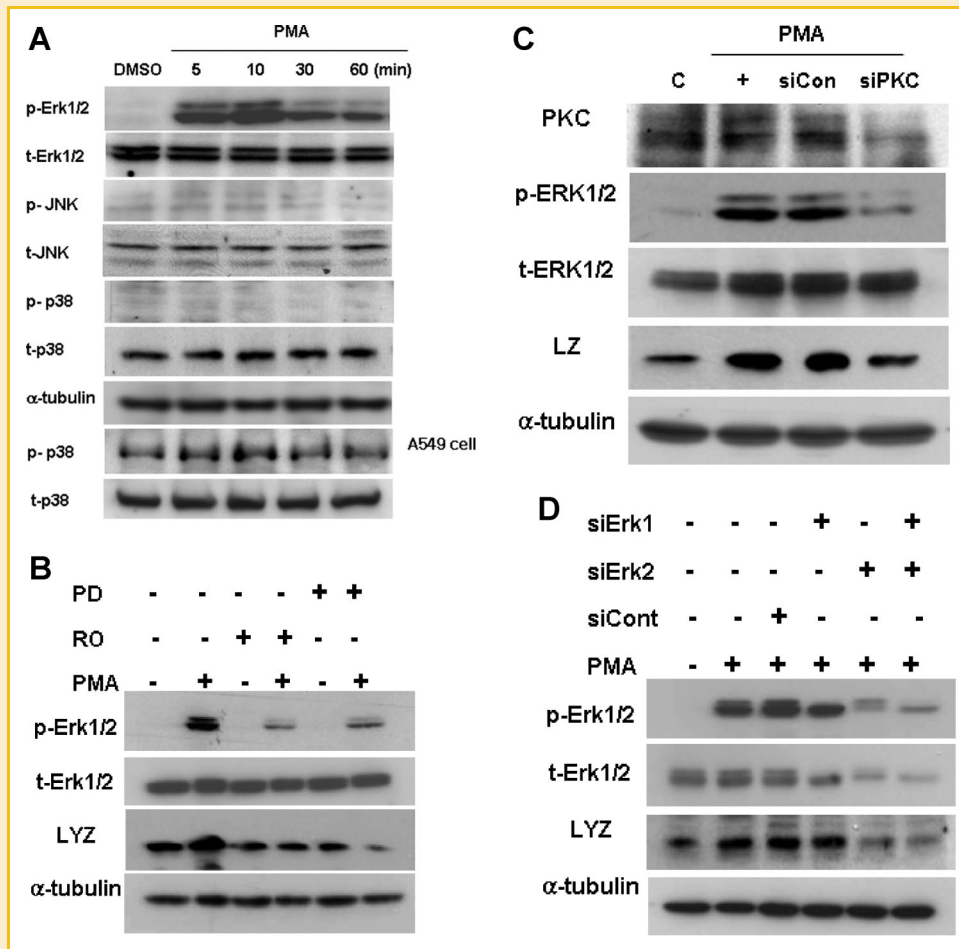 A
PMA
DMSO 5 10 30 60 (min)
p-Erk1/2
t-Erk1/2
p- JNK
t-JNK
p- p38
t-p38
α-tubulin
p- p38 A549 cell
t-p38
B
PD - - - - + +
RO - - + + - -
PMA - + - + - +
p-Erk1/2
t-Erk1/2
LYZ
α-tubulin
C
PMA
C + siCon siPKC
PKC
p-ERK1/2
t-ERK1/2
LZ
α-tubulin
D
siErk1 - - - + - +
siErk2 - - - - + +
siCont - - + - - -
PMA - + + + + +
p-Erk1/2
t-Erk1/2
LYZ
α-tubulin